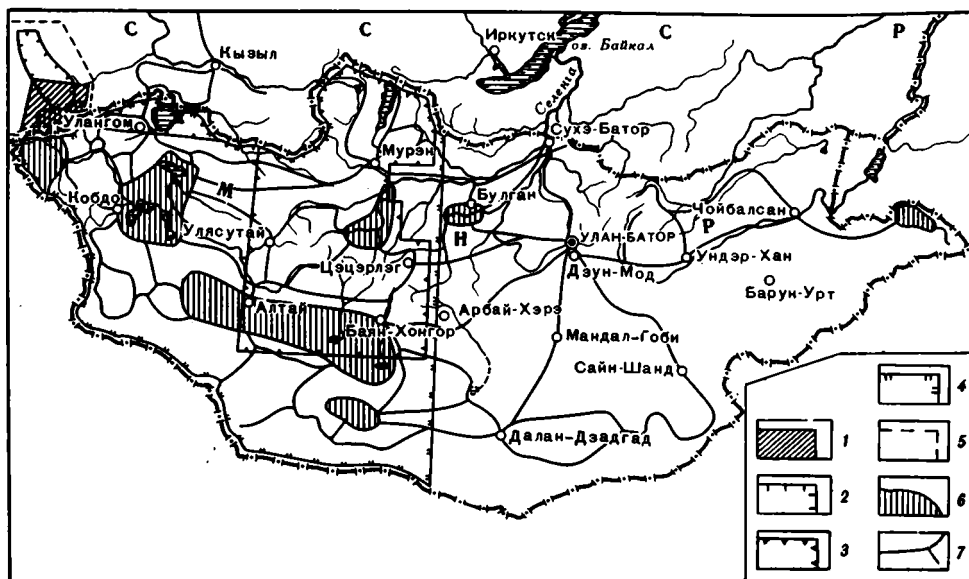 С С С Р
Иркутск
оз. Байкал
Кызыл
Селенга
Улангом
Сухэ-Батор
Мурэн
Кобдо
М Н Р
Булган
Чойбалсан
Улясутай
УЛАН-БАТОР
Цэцэрлэг
Дзун-Мод
Ундэр-Хан
Барун-Урт
Алтай
Арбай-Хэрэ
Баян-Хонгор
Мандал-Гоби
Сайн-Шанд
Далан-Дзадгад
1
2
3
4
5
6
7